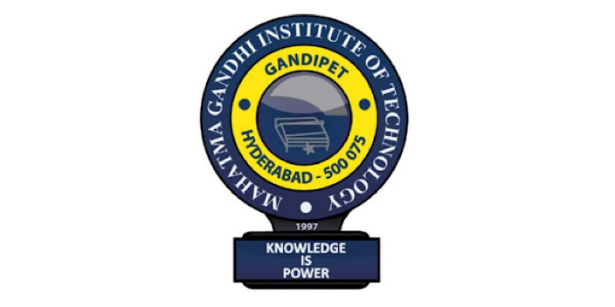 MAHATMA GANDHI INSTITUTE OF TECHNOLOGY
GANDIPET
HYDERABAD - 500 075
1997
KNOWLEDGE
IS
POWER